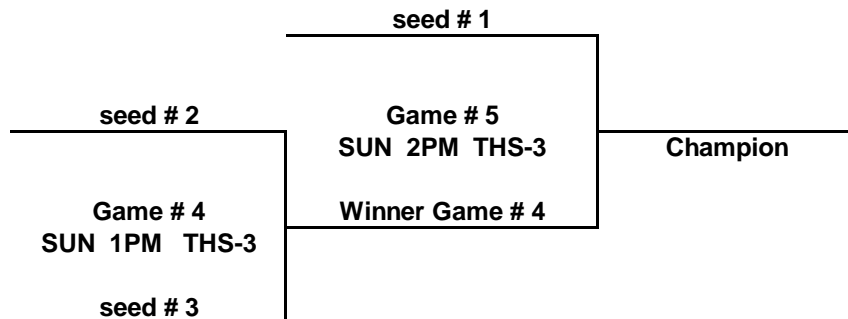 seed # 1
seed # 2
Game # 5
SUN 2PM THS-3
Champion
Game # 4
SUN 1PM THS-3
Winner Game # 4
seed # 3